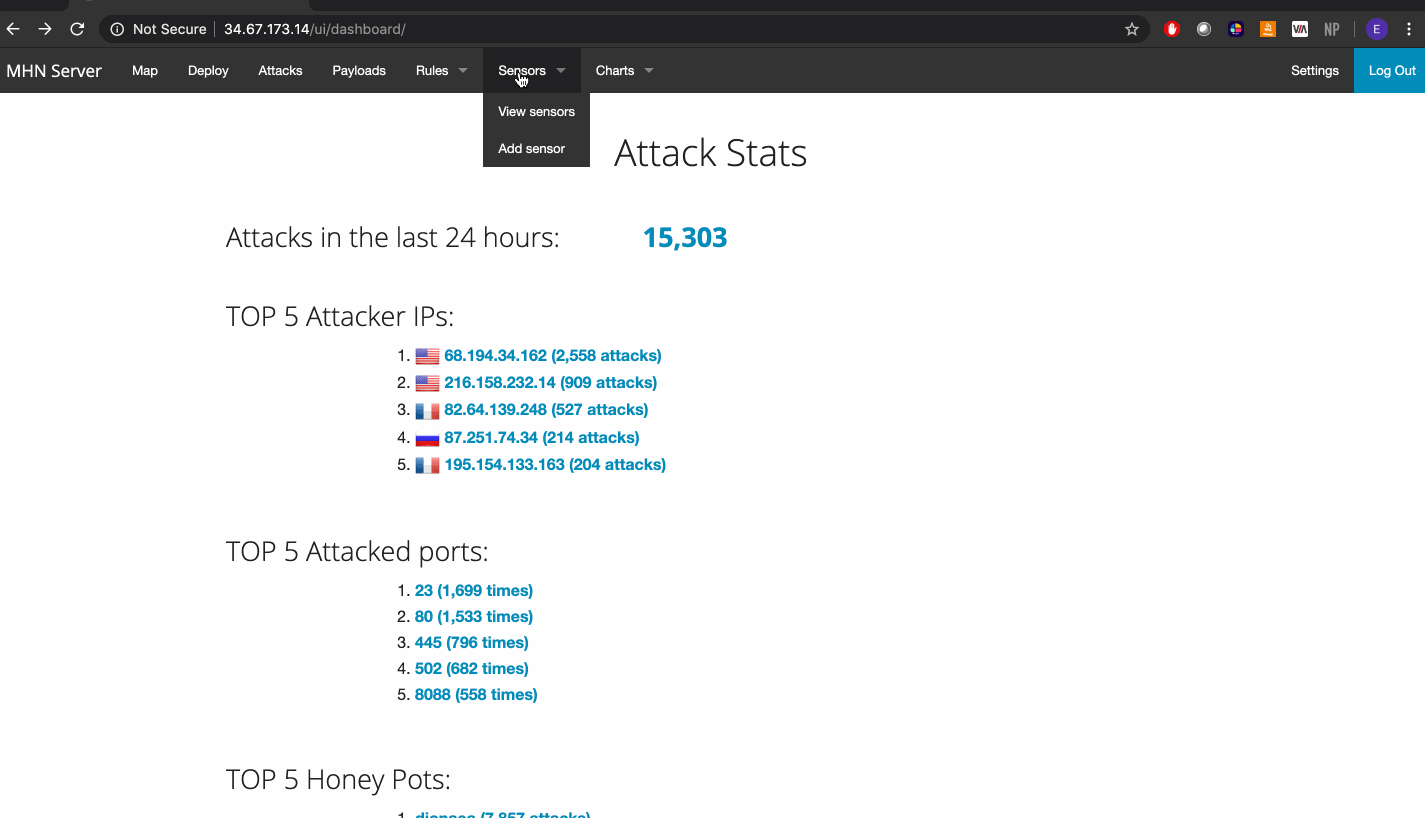 Not Secure 34.67.173.14/ui/dashboard/ VIA NP E
MHN Server Map Deploy Attacks Payloads Rules Sensors Charts Settings Log Out
View sensors
Add sensor
Attack Stats
Attacks in the last 24 hours: 15,303
TOP 5 Attacker IPs:
1. 68.194.34.162 (2,558 attacks)
2. 216.158.232.14 (909 attacks)
3. 82.64.139.248 (527 attacks)
4. 87.251.74.34 (214 attacks)
5. 195.154.133.163 (204 attacks)
TOP 5 Attacked ports:
1. 23 (1,699 times)
2. 80 (1,533 times)
3. 445 (796 times)
4. 502 (682 times)
5. 8088 (558 times)
TOP 5 Honey Pots:
1. dionaea (7,857 attacks)